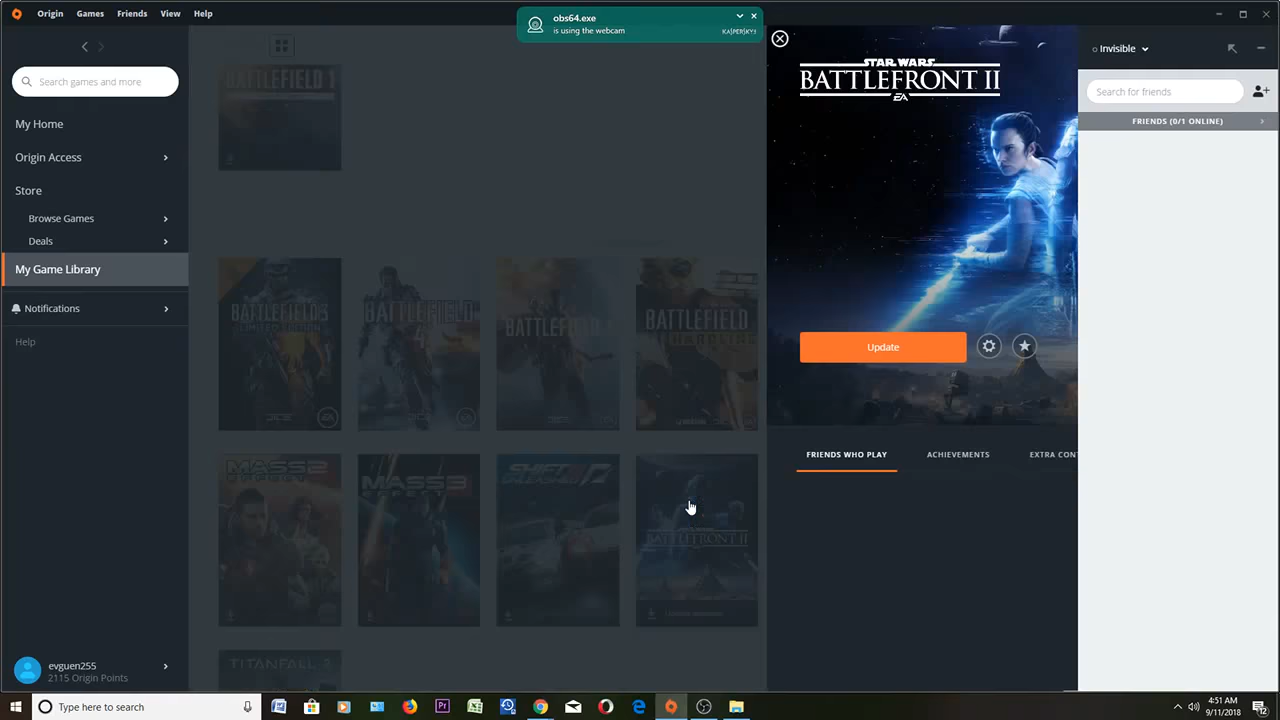 Origin
Games
Friends
View
Help
obs64.exe
is using the webcam
KASPERSKY
Search games and more
My Home
Origin Access
Store
Browse Games
Deals
My Game Library
Notifications
Help
evguen255
2115 Origin Points
BATTLEFIELD 1
BATTLEFIELD 3
LIMITED EDITION
BATTLEFIELD
BATTLEFIELD
BATTLEFIELD
HARDLINE
MASS 2
MASS 3
SHIFT 2
UNLEASHED
BATTLEFRONT II
TITANFALL 2
STAR WARS
BATTLEFRONT II
EA
Update
FRIENDS WHO PLAY
ACHIEVEMENTS
EXTRA CONT
Invisible
Search for friends
FRIENDS (0/1 ONLINE)
Type here to search
4:51 AM
9/11/2018
12